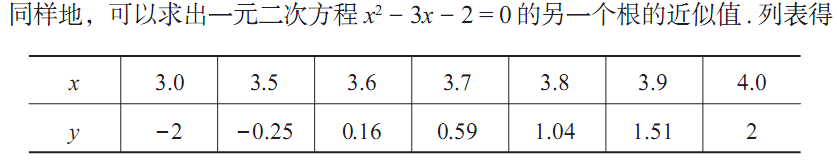 同样地，可以求出一元二次方程 x² − 3x − 2 = 0 的另一个根的近似值．列表得
x 3.0 3.5 3.6 3.7 3.8 3.9 4.0
y −2 −0.25 0.16 0.59 1.04 1.51 2